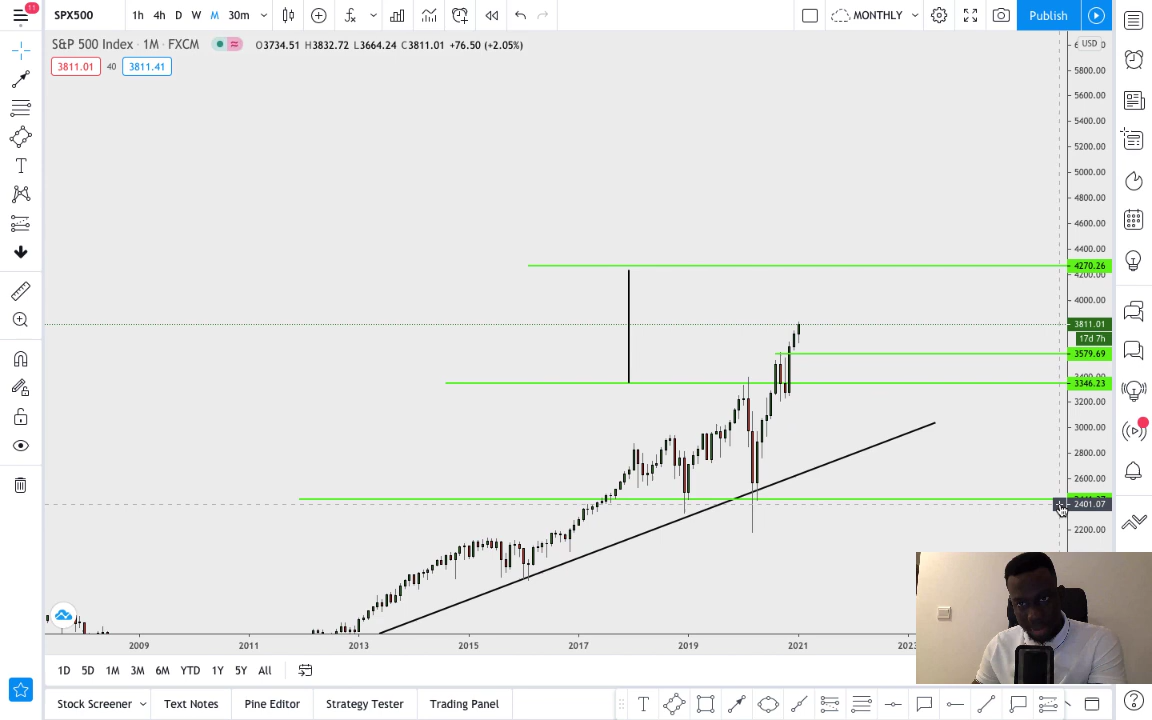 11
SPX500
1h 4h D W M 30m
MONTHLY
Publish
S&P 500 Index · 1M · FXCM
O3734.51 H3832.72 L3664.24 C3811.01 +76.50 (+2.05%)
3811.01 40 3811.41
USD
5800.00
5600.00
5400.00
5200.00
5000.00
4800.00
4600.00
4400.00
4270.26
4200.00
4000.00
3811.01
17d 7h
3579.69
3400.00
3346.23
3200.00
3000.00
2800.00
2600.00
2401.07
2200.00
2009 2011 2013 2015 2017 2019 2021 2023
1D 5D 1M 3M 6M YTD 1Y 5Y All
Stock Screener Text Notes Pine Editor Strategy Tester Trading Panel